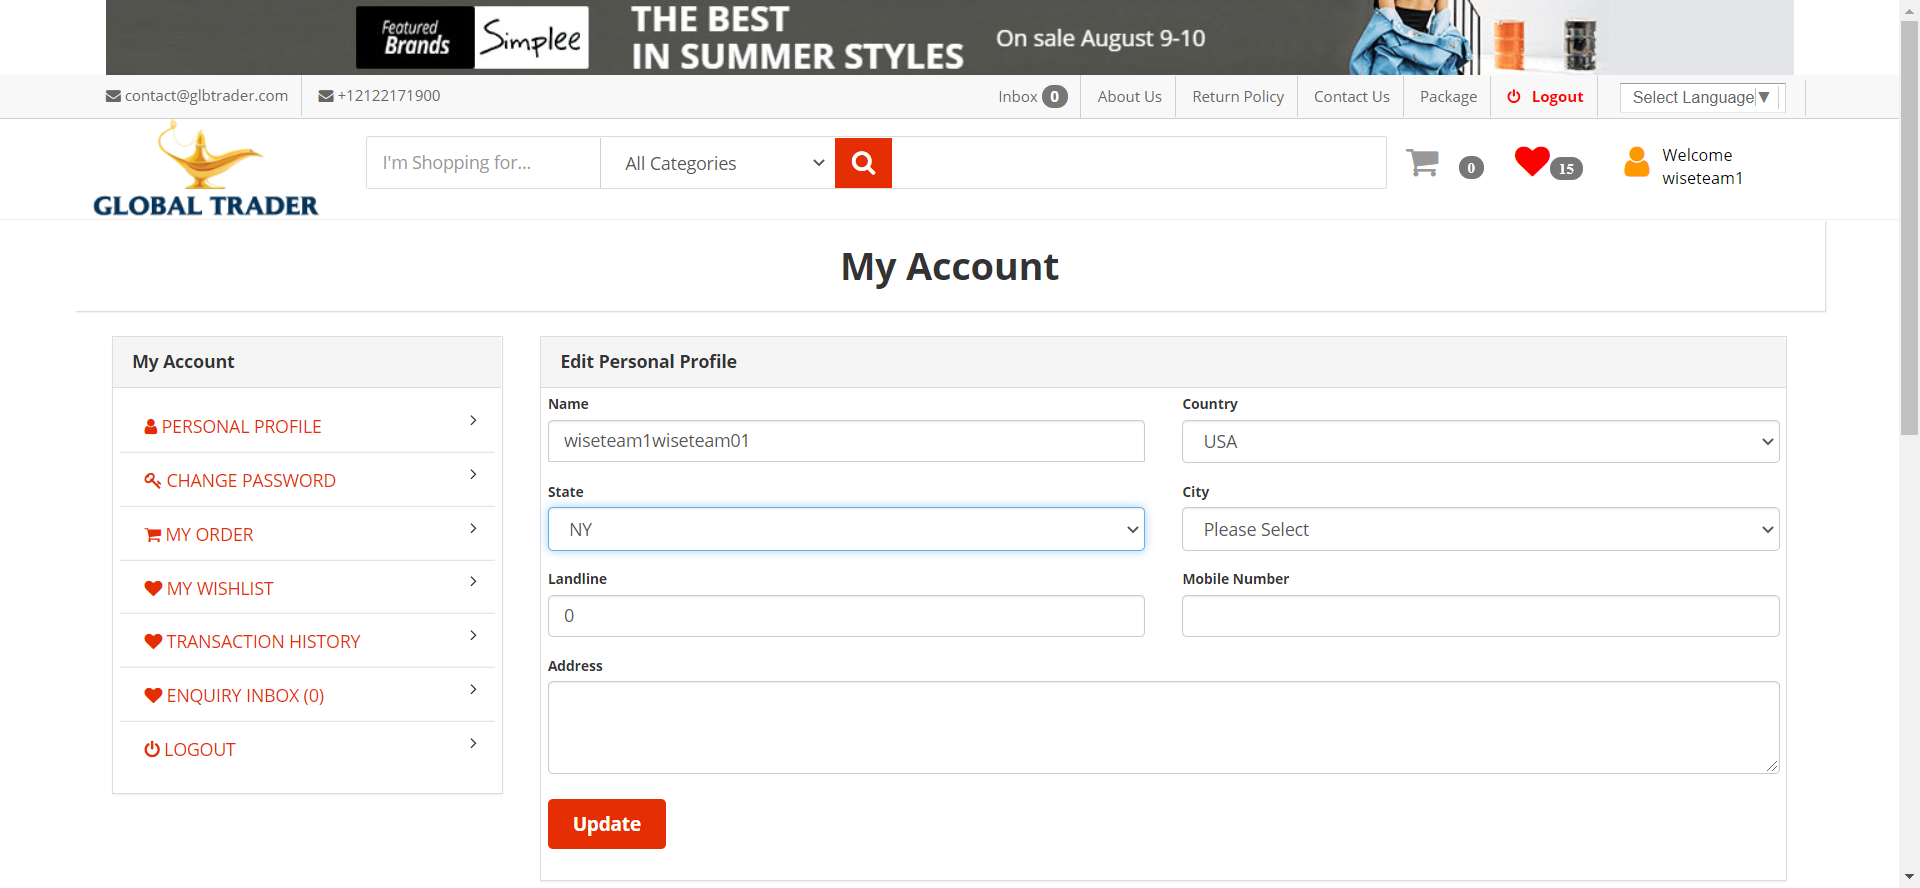 Featured
Brands
Simplee
THE BEST
IN SUMMER STYLES
On sale August 9-10
contact@glbtrader.com
+12122171900
Inbox 0
About Us
Return Policy
Contact Us
Package
Logout
Select Language ▼
GLOBAL TRADER
I'm Shopping for...
All Categories
0
15
Welcome
wiseteam1
My Account
My Account
PERSONAL PROFILE
CHANGE PASSWORD
MY ORDER
MY WISHLIST
TRANSACTION HISTORY
ENQUIRY INBOX (0)
LOGOUT
Edit Personal Profile
Name
wiseteam1wiseteam01
Country
USA
State
NY
City
Please Select
Landline
0
Mobile Number
Address
Update